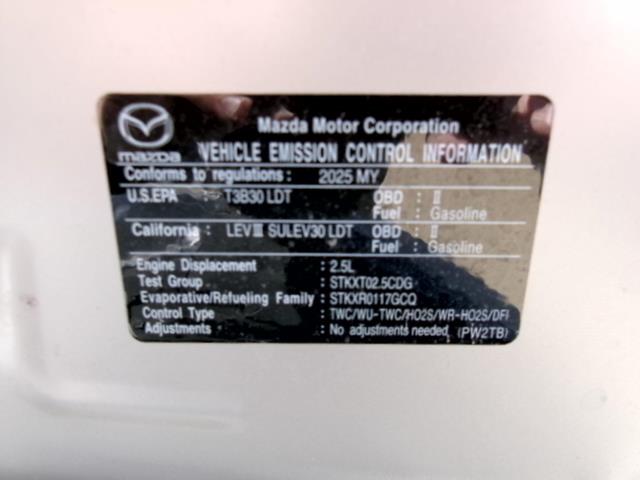 Mazda Motor Corporation
mazda VEHICLE EMISSION CONTROL INFORMATION
Conforms to regulations: 2025 MY
U.S.EPA : T3B30 LDT OBD : II
Fuel : Gasoline
California : LEVIII SULEV30 LDT OBD : II
Fuel : Gasoline
Engine Displacement : 2.5L
Test Group : STKXT02.5CDG
Evaporative/Refueling Family : STKXR0117GCQ
Control Type : TWC/WU-TWC/HO2S/WR-HO2S/DFI
Adjustments : No adjustments needed. (PW2TB)